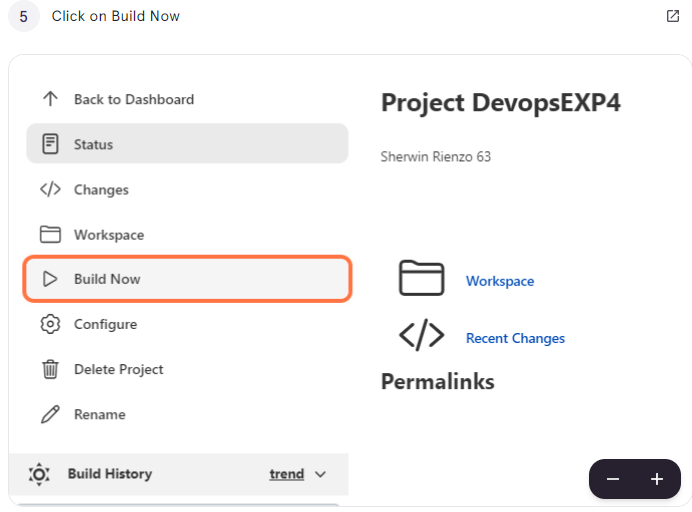 5 Click on Build Now
Back to Dashboard
Status
Changes
Workspace
Build Now
Configure
Delete Project
Rename
Build History trend
Project DevopsEXP4
Sherwin Rienzo 63
Workspace
Recent Changes
Permalinks